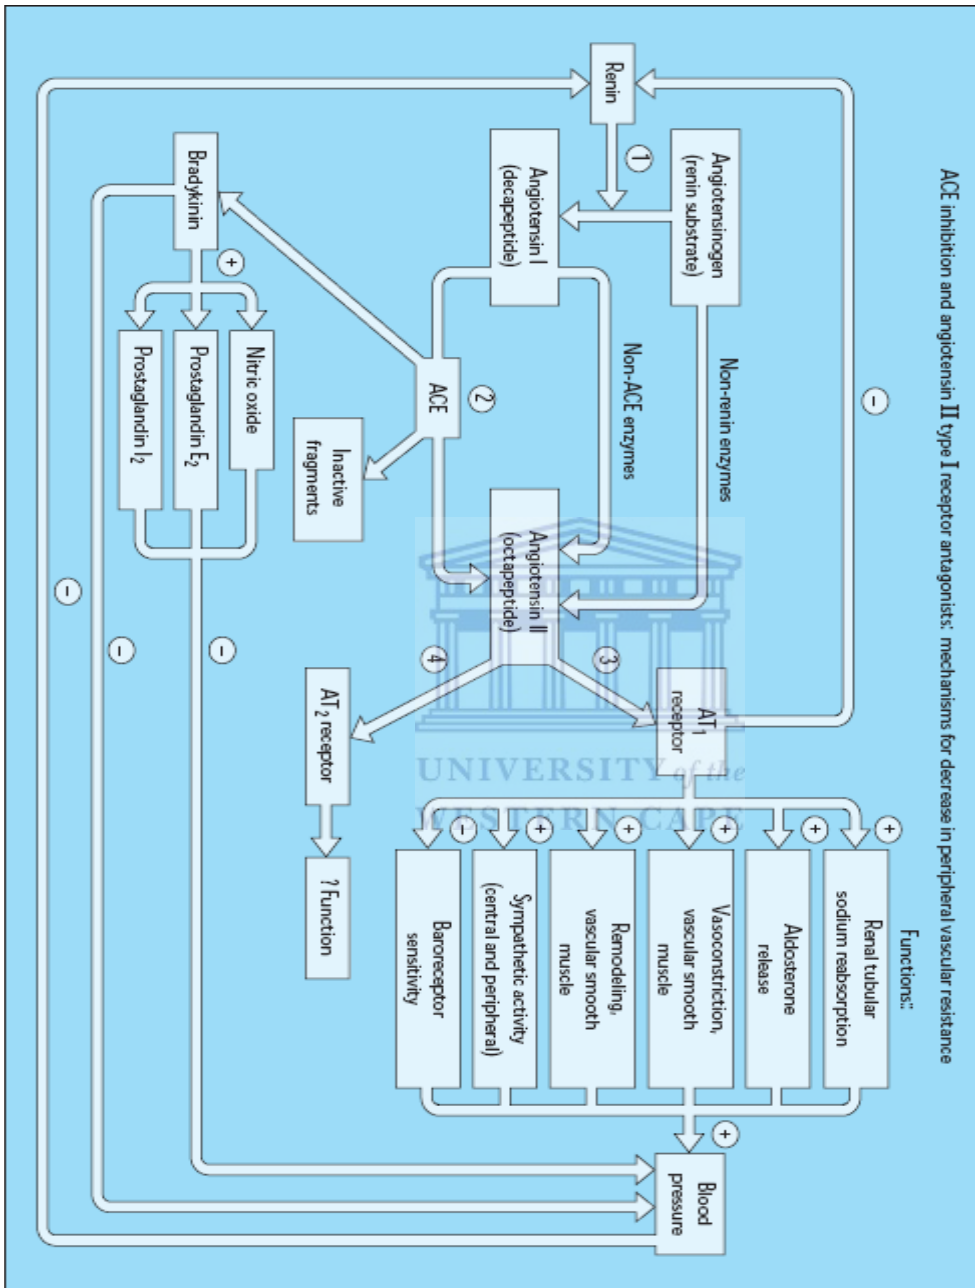 ACE inhibition and angiotensin II type I receptor antagonists: mechanisms for decrease in peripheral vascular resistance
Functions::
−
Angiotensinogen
(renin substrate)
Non-renin enzymes
Renin
1
Angiotensin I
(decapeptide)
Non-ACE enzymes
2
ACE
Inactive
fragments
Angiotensin II
(octapeptide)
3
4
AT1
receptor
AT2 receptor
? Function
+
Renal tubular
sodium reabsorption
+
Aldosterone
release
+
Vasoconstriction,
vascular smooth
muscle
+
Remodeling,
vascular smooth
muscle
+
Sympathetic activity
(central and peripheral)
−
Baroreceptor
sensitivity
+
Blood
pressure
Bradykinin
+
Nitric oxide
Prostaglandin E2
Prostaglandin I2
−
−
−
UNIVERSITY of the
WESTERN CAPE